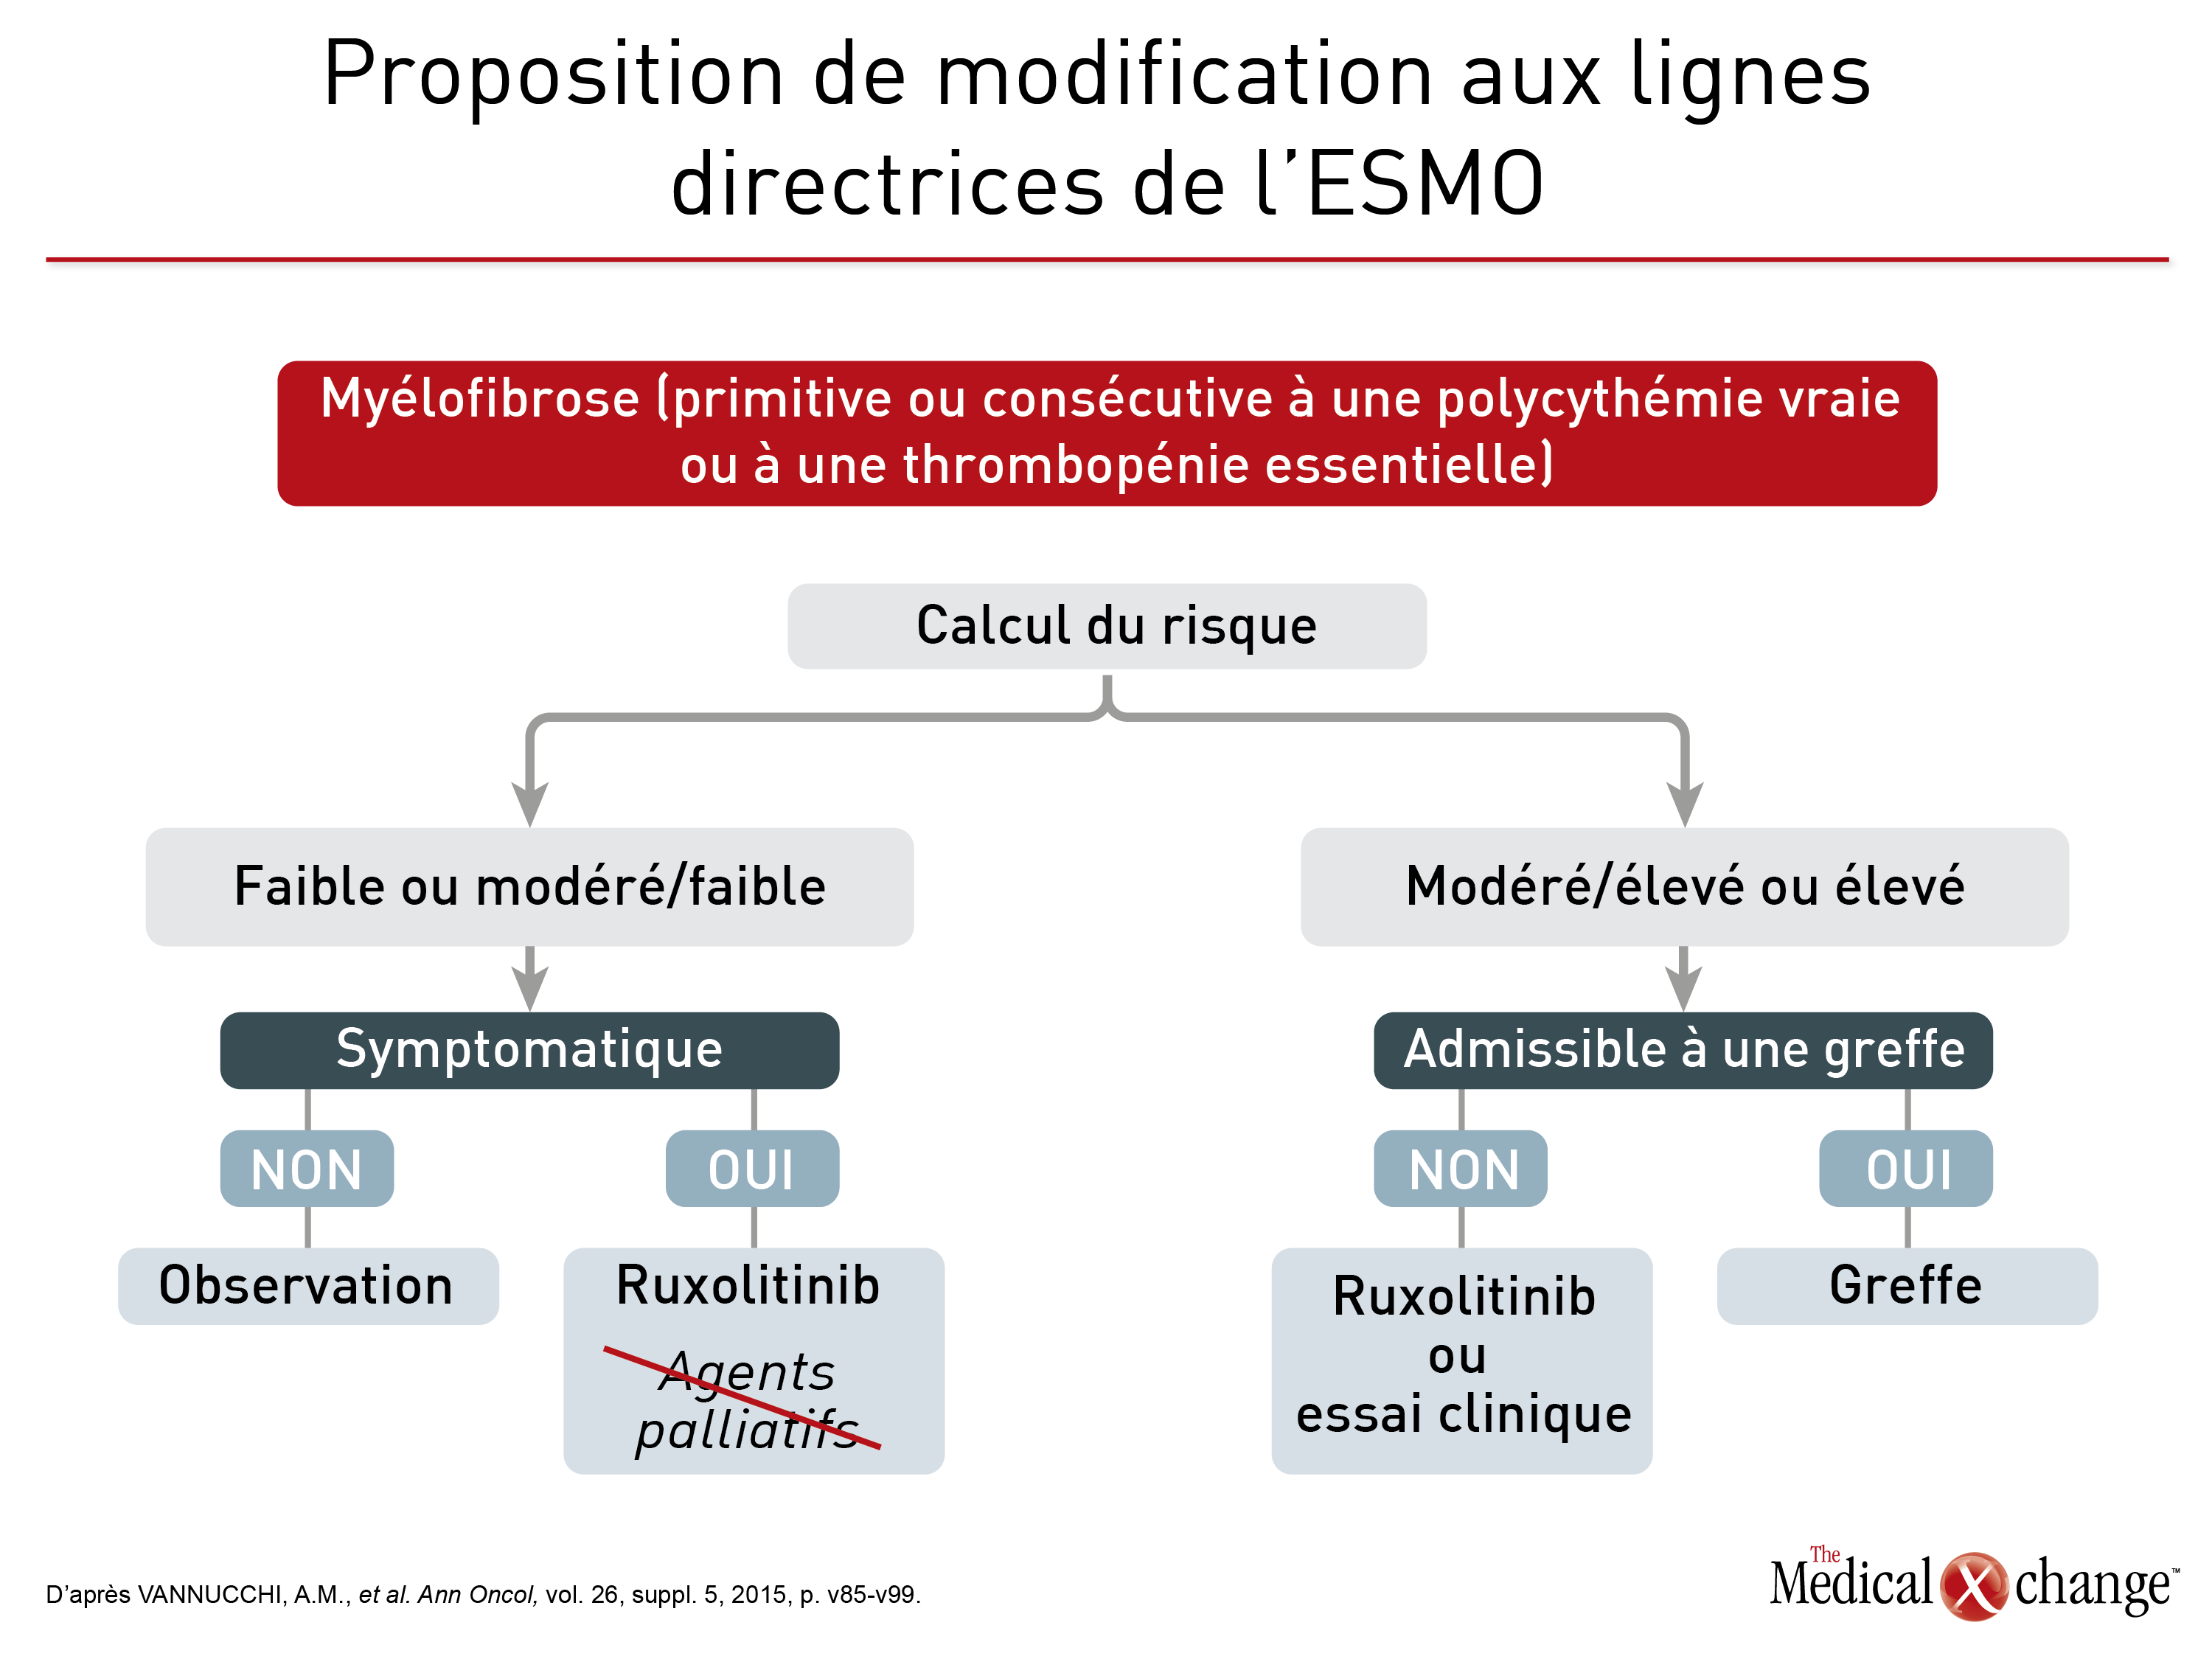 Proposition de modification aux lignes
directrices de l’ESMO
Myélofibrose (primitive ou consécutive à une polycythémie vraie
ou à une thrombopénie essentielle)
Calcul du risque
Faible ou modéré/faible
Modéré/élevé ou élevé
Symptomatique
Admissible à une greffe
NON
OUI
NON
OUI
Observation
Ruxolitinib
Agents
palliatifs
Ruxolitinib
ou
essai clinique
Greffe
D’après VANNUCCHI, A.M., et al. Ann Oncol, vol. 26, suppl. 5, 2015, p. v85-v99.
The
Medical X change™